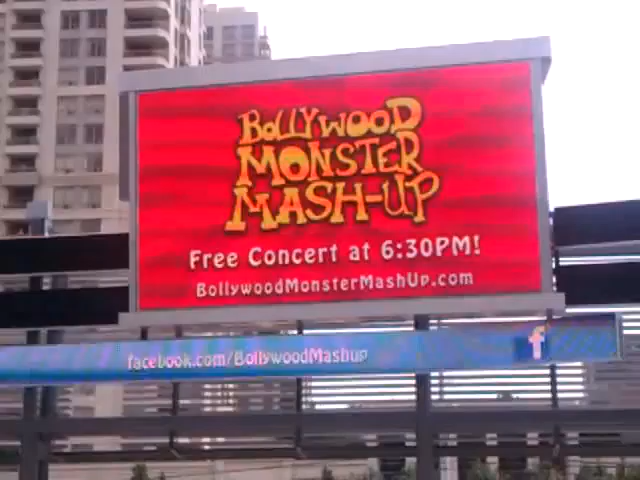 BOLLYWOOD
MONSTER
MASH-UP
Free Concert at 6:30PM!
BollywoodMonsterMashUp.com
facebook.com/BollywoodMashup f